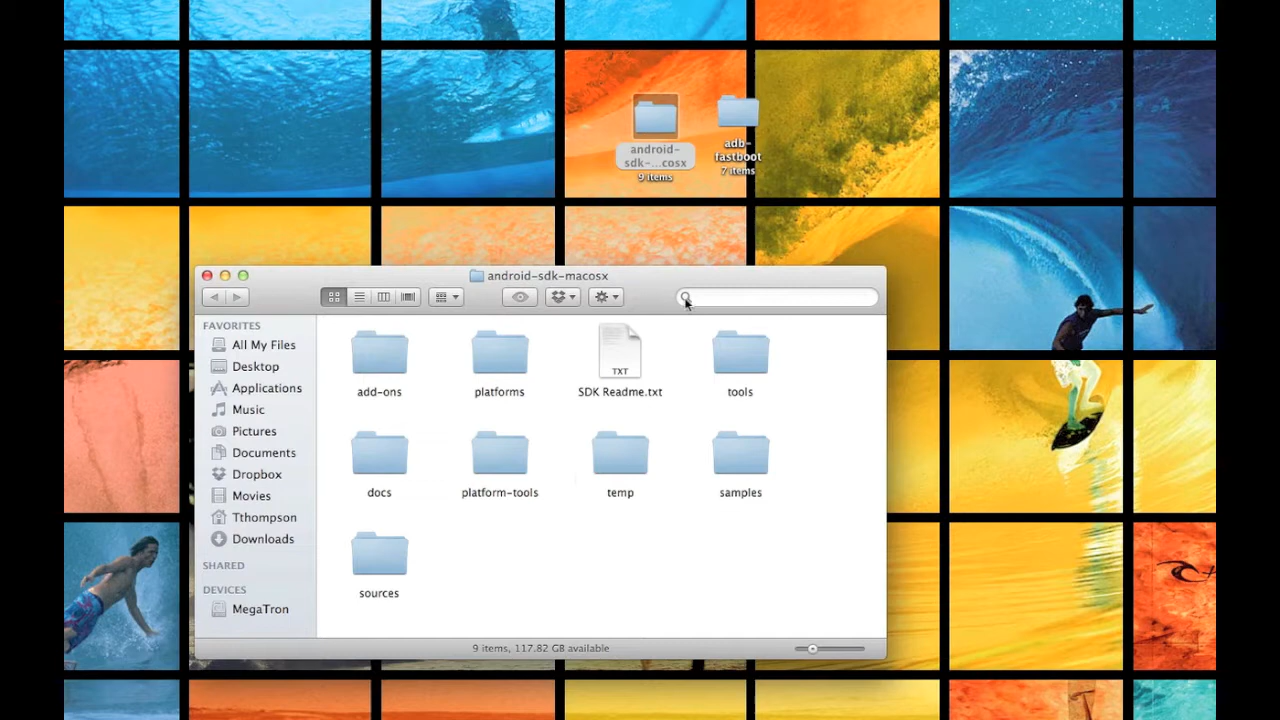 android-
sdk-...cosx
9 items
adb-
fastboot
7 items
android-sdk-macosx
FAVORITES
All My Files
Desktop
Applications
Music
Pictures
Documents
Dropbox
Movies
Tthompson
Downloads
SHARED
DEVICES
MegaTron
TXT
add-ons
platforms
SDK Readme.txt
tools
docs
platform-tools
temp
samples
sources
9 items, 117.82 GB available